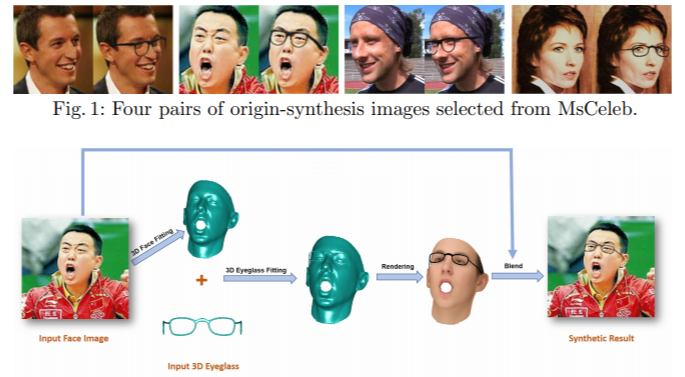 Fig. 1: Four pairs of origin-synthesis images selected from MsCeleb.
3D Face Fitting
3D Eyeglass Fitting
Rendering
Blend
Input Face Image
Input 3D Eyeglass
Synthetic Result